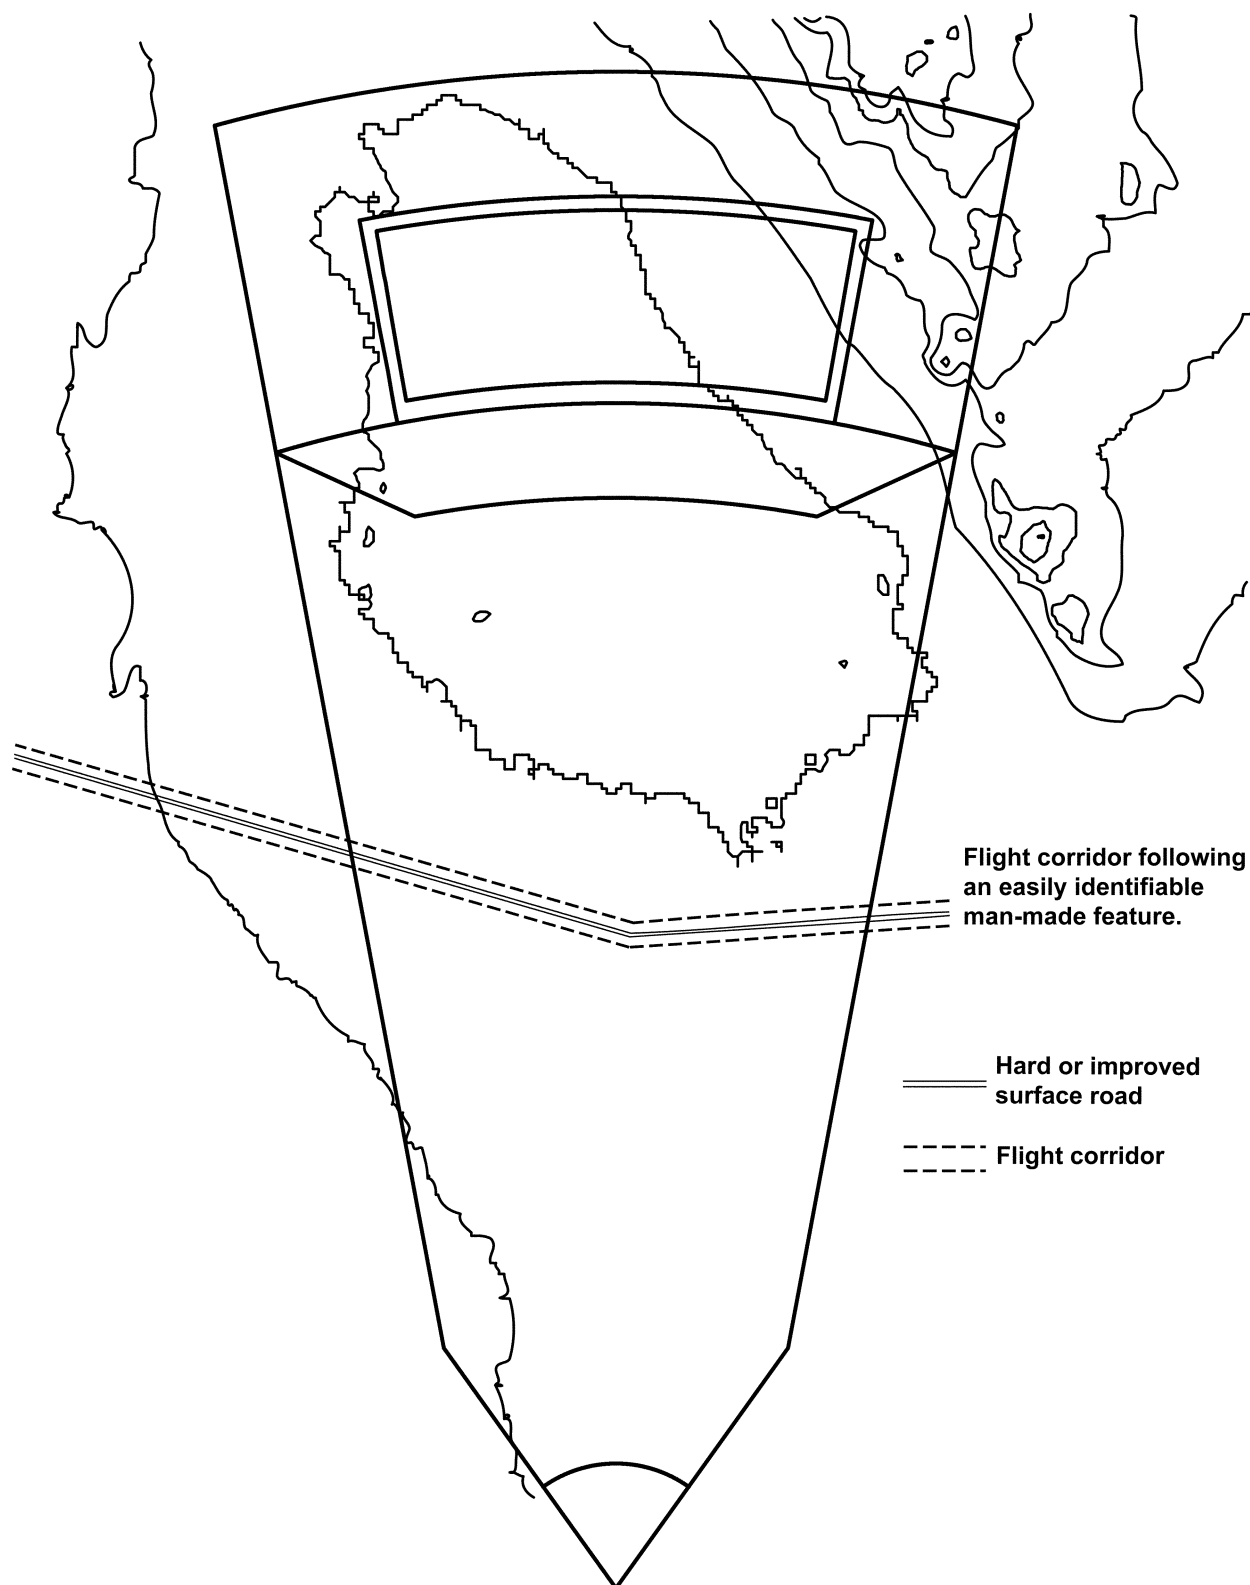 Flight corridor following
an easily identifiable
man-made feature.
Hard or improved
surface road
Flight corridor